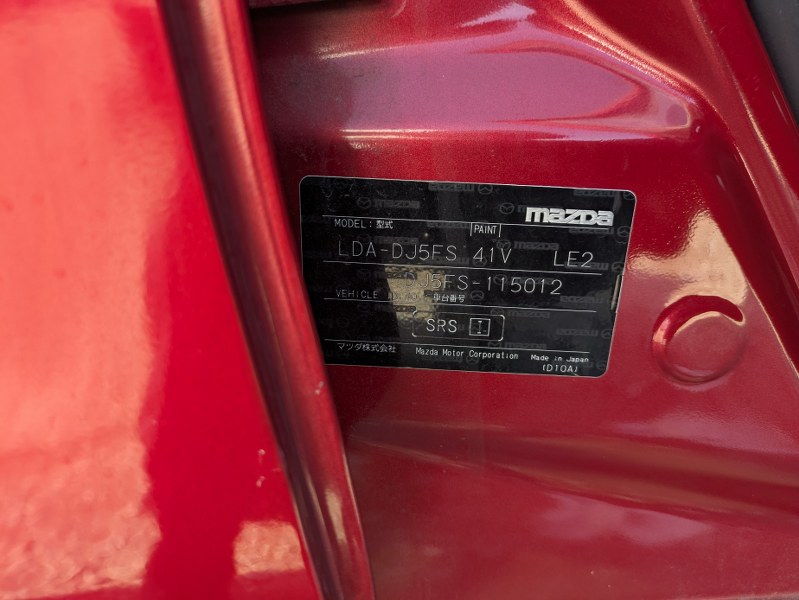 mazda
MODEL:型式 PAINT
LDA-DJ5FS 41V LE2
J5FS-115012
VEHICLE 車台番号
SRS
マツダ株式会社 Mazda Motor Corporation Made in Japan
(D10A)